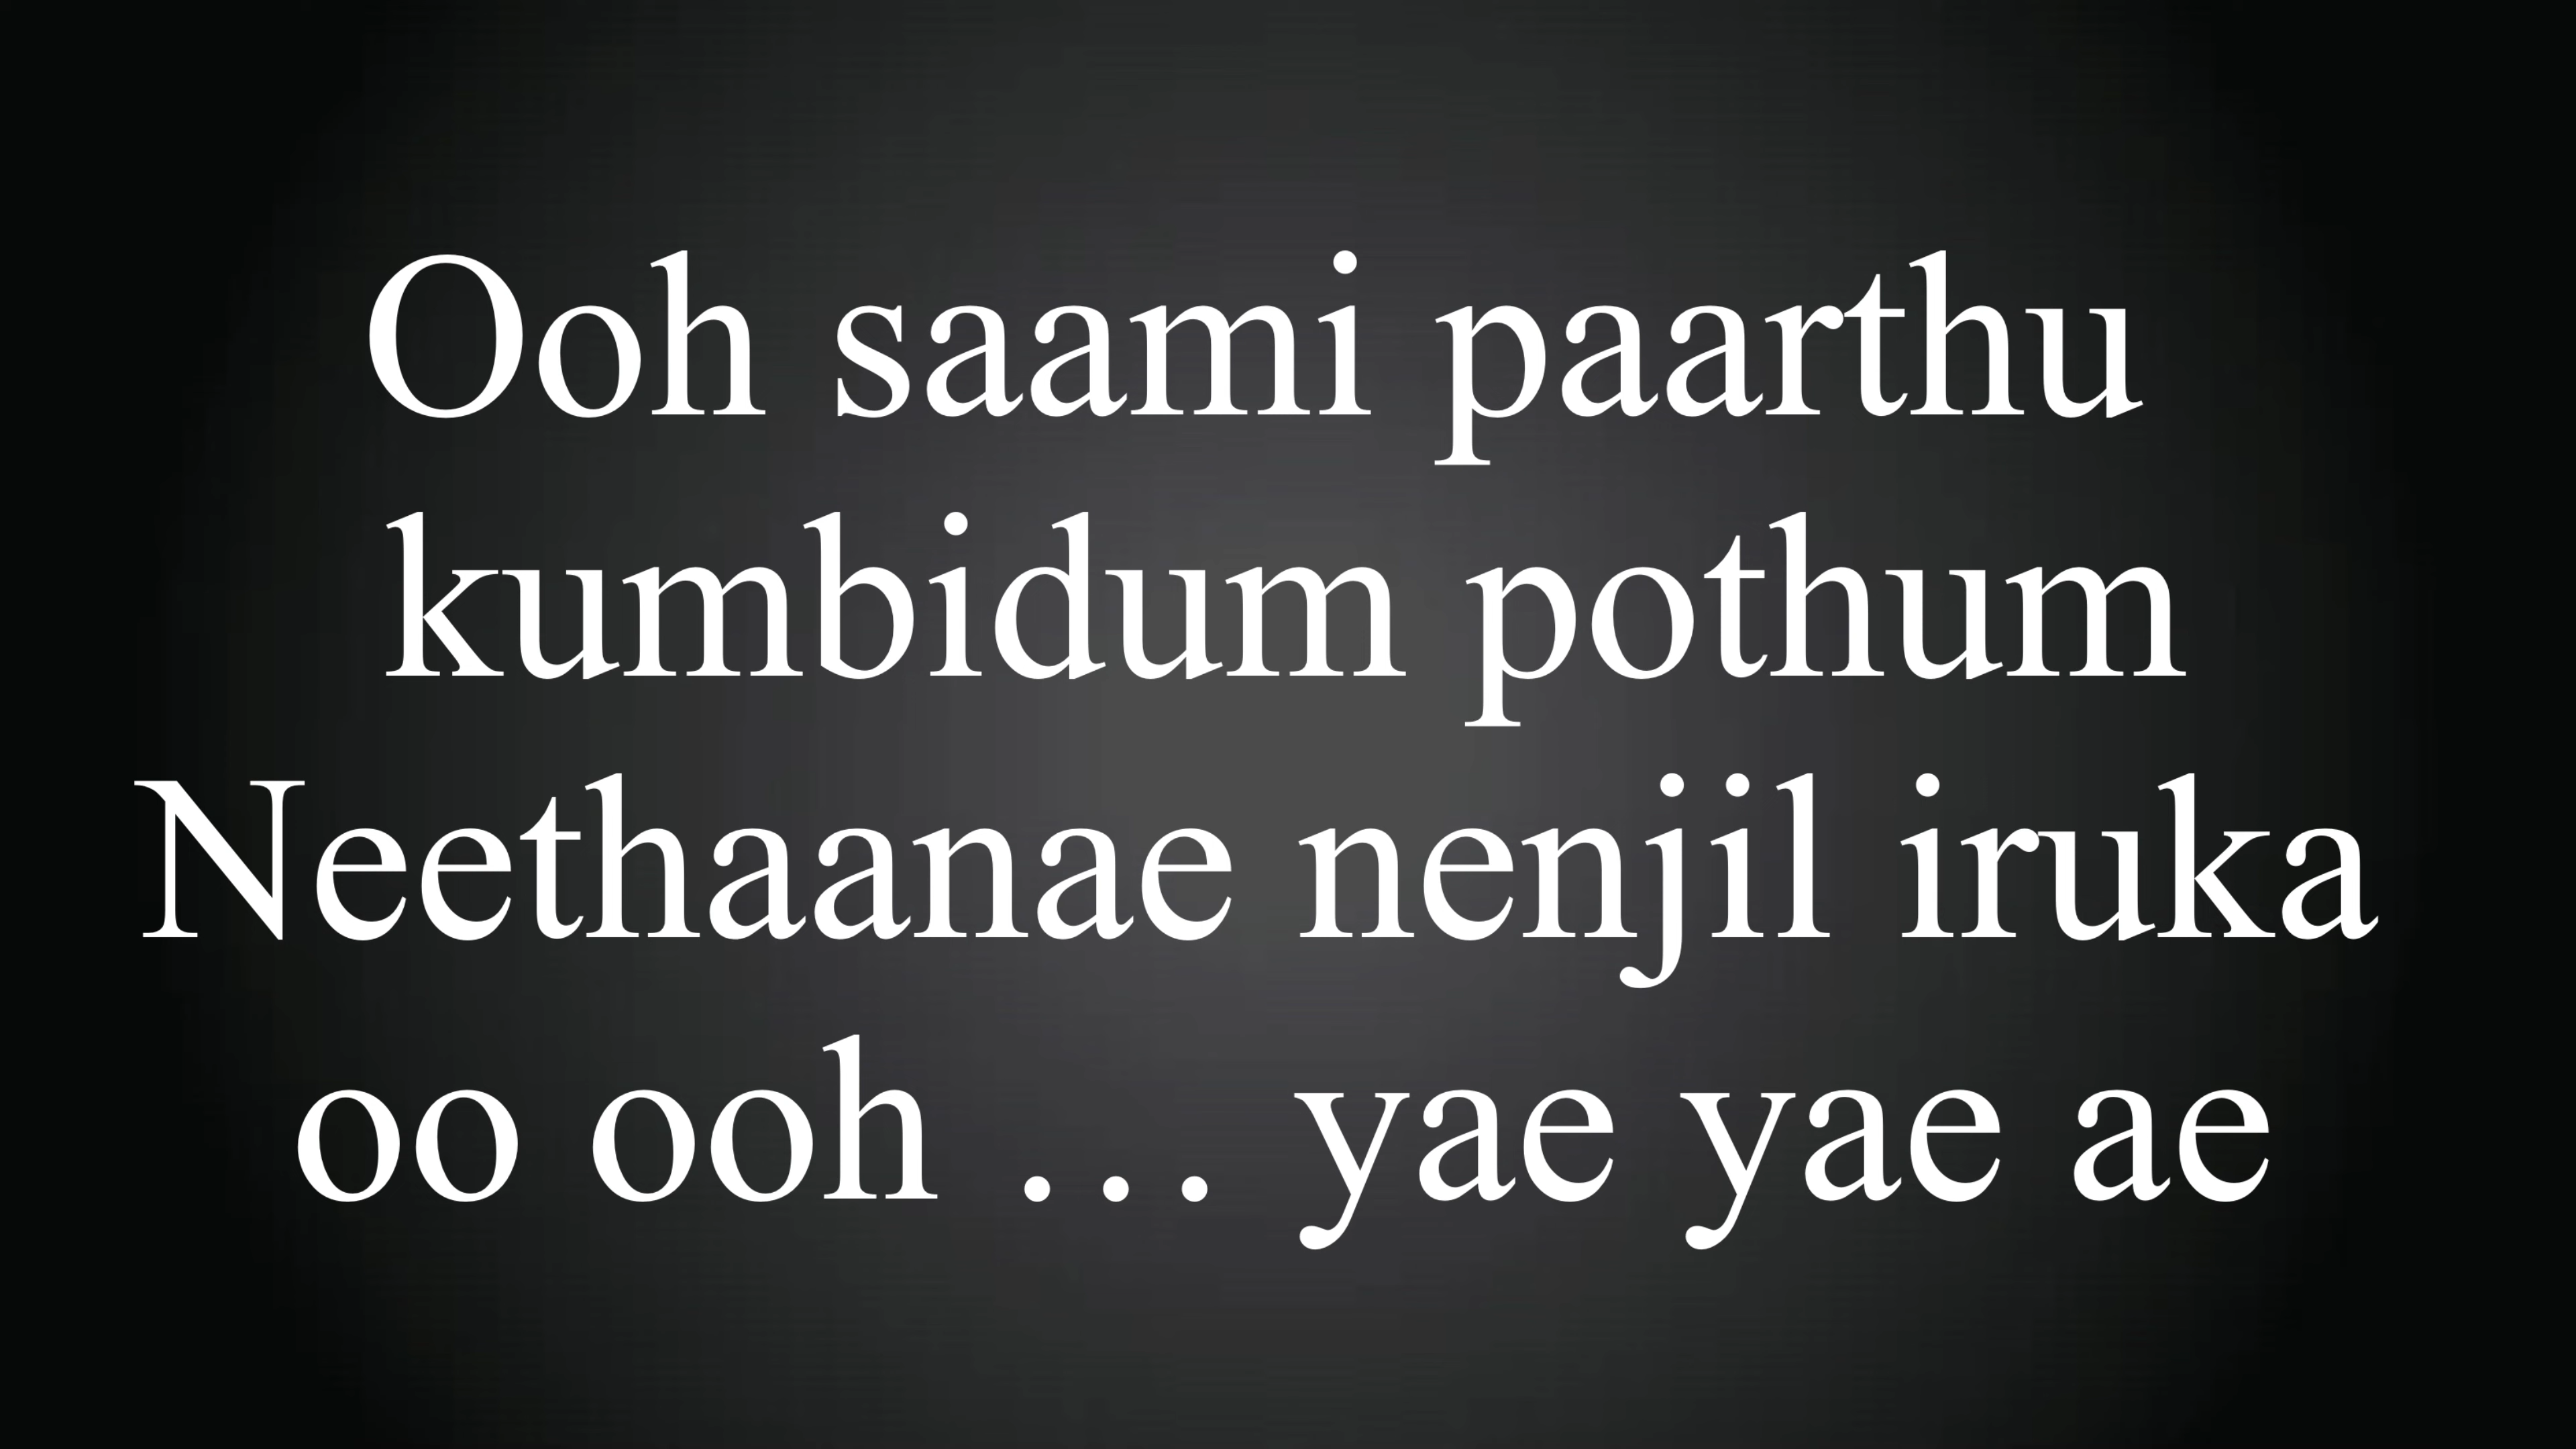 Ooh saami paarthu
kumbidum pothum
Neethaanae nenjil iruka
oo ooh … yae yae ae